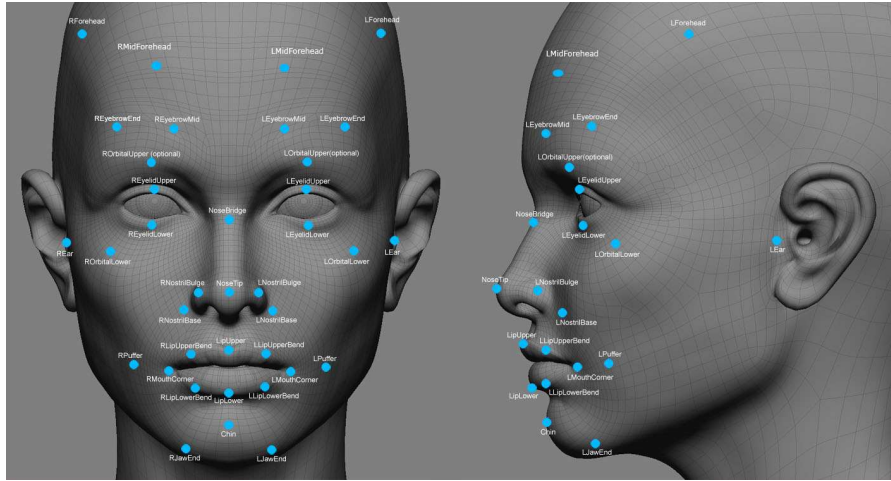 RForehead
LForehead
RMidForehead
LMidForehead
REyebrowEnd
REyebrowMid
LEyebrowMid
LEyebrowEnd
ROrbitalUpper (optional)
LOrbitalUpper(optional)
REyelidUpper
LEyelidUpper
NoseBridge
REyelidLower
LEyelidLower
REar
LEar
ROrbitalLower
LOrbitalLower
RNostrilBulge
NoseTip
LNostrilBulge
RNostrilBase
LNostrilBase
LipUpper
RLipUpperBend
LLipUpperBend
RPuffer
LPuffer
RMouthCorner
LMouthCorner
RLipLowerBend
LipLower
LLipLowerBend
Chin
RJawEnd
LJawEnd
LForehead
LMidForehead
LEyebrowMid
LEyebrowEnd
LOrbitalUpper(optional)
LEyelidUpper
NoseBridge
LEyelidLower
LOrbitalLower
LEar
NoseTip
LNostrilBulge
LNostrilBase
LipUpper
LLipUpperBend
LPuffer
LMouthCorner
LipLower
LLipLowerBend
Chin
LJawEnd